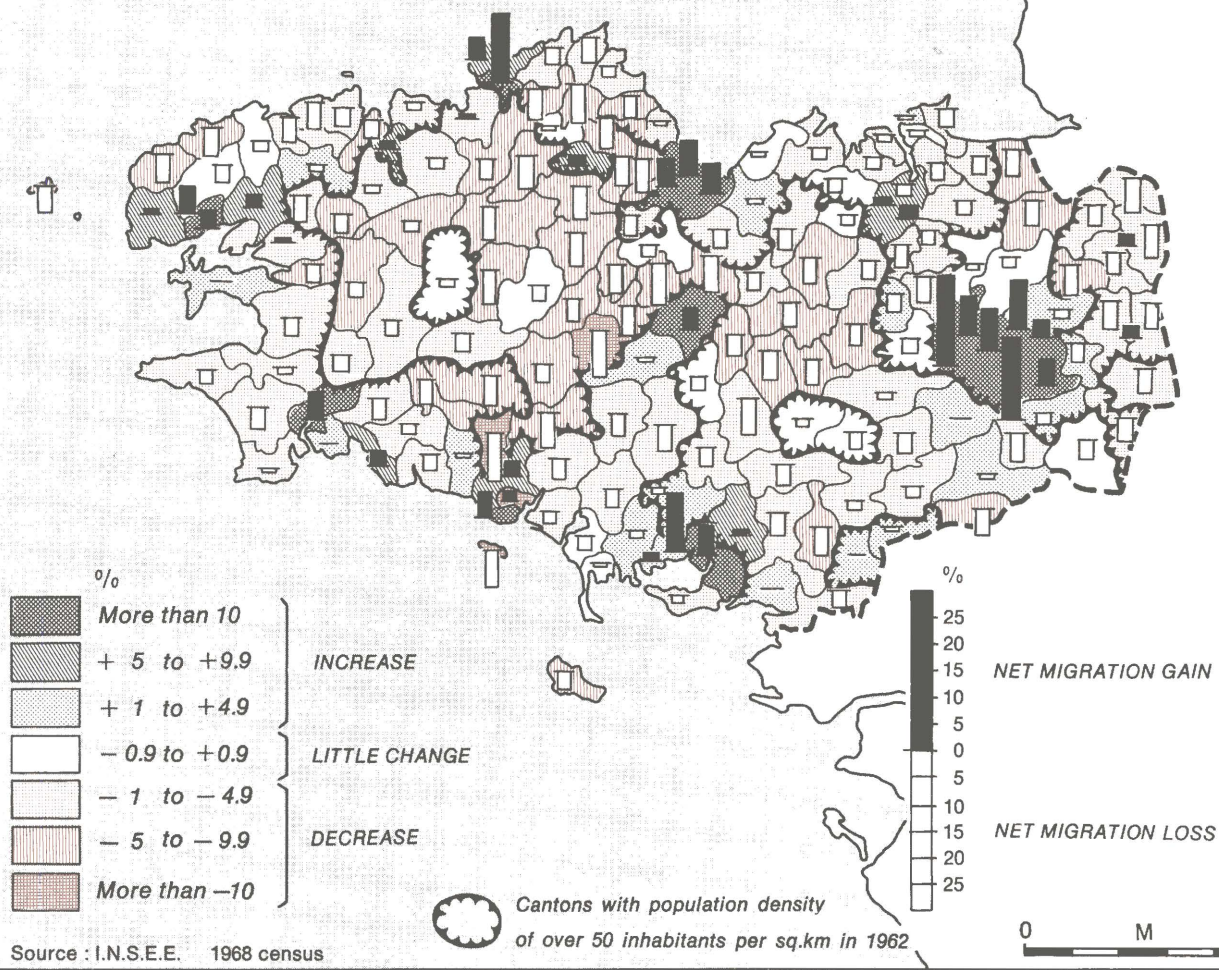 %
More than 10
+ 5 to +9.9
+ 1 to +4.9
− 0.9 to +0.9
− 1 to − 4.9
− 5 to − 9.9
More than −10
INCREASE
LITTLE CHANGE
DECREASE
Source : I.N.S.E.E. 1968 census
Cantons with population density
of over 50 inhabitants per sq.km in 1962
%
25
20
15
10
5
0
5
10
15
20
25
NET MIGRATION GAIN
NET MIGRATION LOSS
0 M